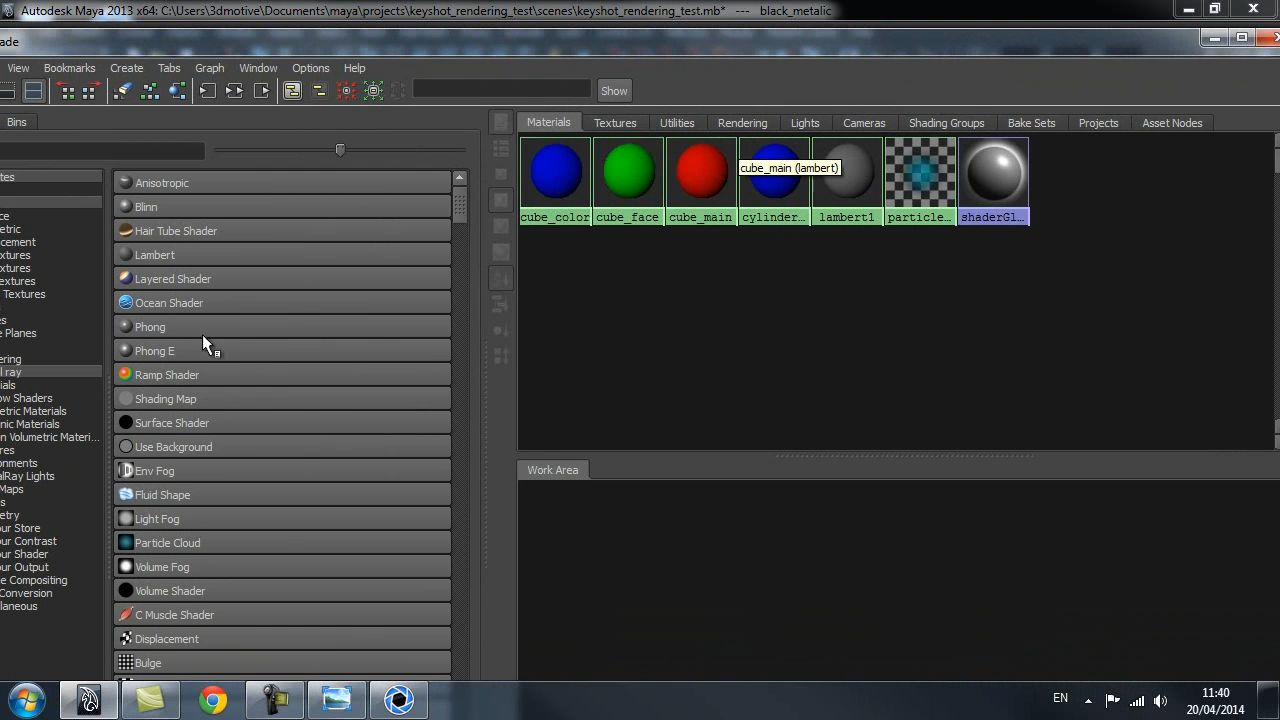 Autodesk Maya 2013 x64: C:\Users\3dmotive\Documents\maya\projects\keyshot_rendering_test\scenes\keyshot_rendering_test.mb* --- black_metalic
ade
View Bookmarks Create Tabs Graph Window Options Help
Show
Bins
Materials Textures Utilities Rendering Lights Cameras Shading Groups Bake Sets Projects Asset Nodes
cube_main (lambert)
cube_color cube_face cube_main cylinder... lambert1 particle... shaderGl...
tes
ce
etric
cement
xtures
xtures
extures
Textures
s
es
e Planes
ering
l ray
ials
ow Shaders
etric Materials
nic Materials
n Volumetric Materi...
res
onments
alRay Lights
Maps
s
etry
our Store
our Contrast
our Shader
our Output
e Compositing
Conversion
llaneous
Anisotropic
Blinn
Hair Tube Shader
Lambert
Layered Shader
Ocean Shader
Phong
Phong E
Ramp Shader
Shading Map
Surface Shader
Use Background
Env Fog
Fluid Shape
Light Fog
Particle Cloud
Volume Fog
Volume Shader
C Muscle Shader
Displacement
Bulge
Work Area
EN
11:40
20/04/2014